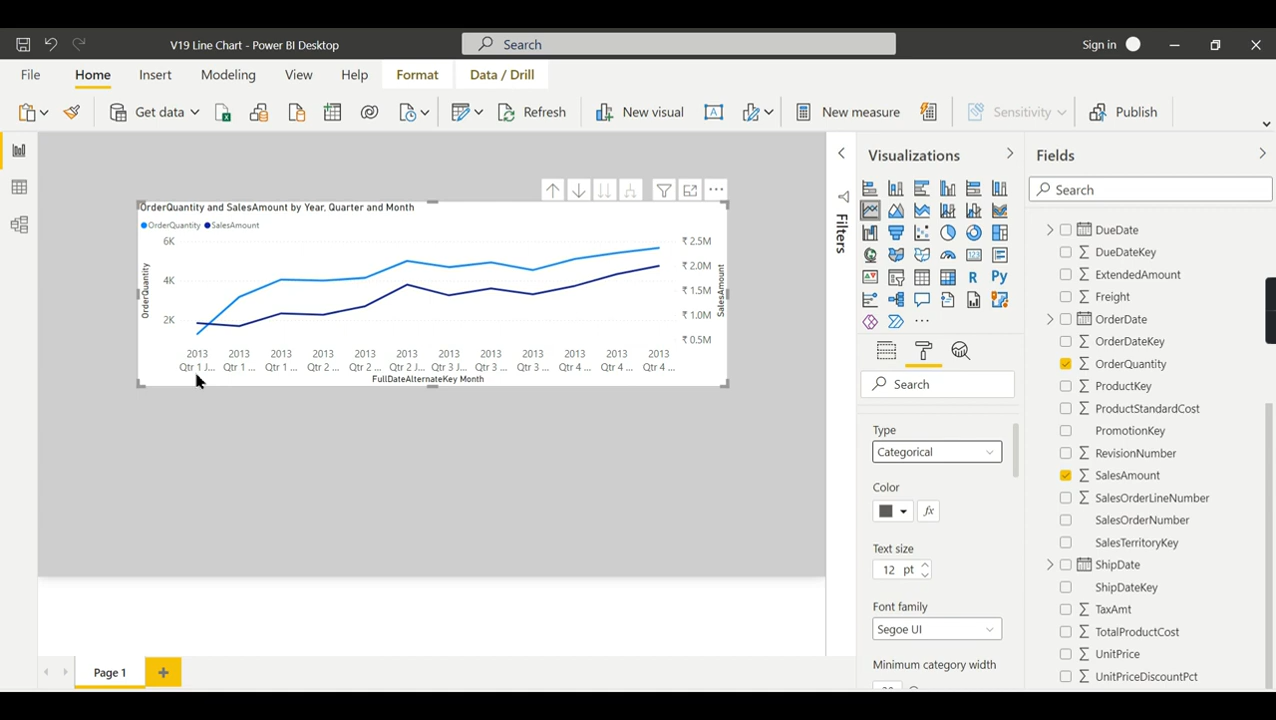 V19 Line Chart - Power BI Desktop
Search
Sign in
File Home Insert Modeling View Help Format Data / Drill
Get data Refresh New visual New measure Sensitivity Publish
OrderQuantity and SalesAmount by Year, Quarter and Month
OrderQuantity SalesAmount
6K
4K
2K
OrderQuantity
₹ 2.5M
₹ 2.0M
₹ 1.5M
₹ 1.0M
₹ 0.5M
SalesAmount
2013 2013 2013 2013 2013 2013 2013 2013 2013 2013 2013 2013
Qtr 1 J... Qtr 1 ... Qtr 1 ... Qtr 2 ... Qtr 2 ... Qtr 2 J... Qtr 3 J... Qtr 3 ... Qtr 3 ... Qtr 4 ... Qtr 4 ... Qtr 4 ...
FullDateAlternateKey Month
Page 1
Filters
Visualizations
R Py
Search
Type
Categorical
Color
fx
Text size
12 pt
Font family
Segoe UI
Minimum category width
Fields
Search
DueDate
DueDateKey
ExtendedAmount
Freight
OrderDate
OrderDateKey
OrderQuantity
ProductKey
ProductStandardCost
PromotionKey
RevisionNumber
SalesAmount
SalesOrderLineNumber
SalesOrderNumber
SalesTerritoryKey
ShipDate
ShipDateKey
TaxAmt
TotalProductCost
UnitPrice
UnitPriceDiscountPct